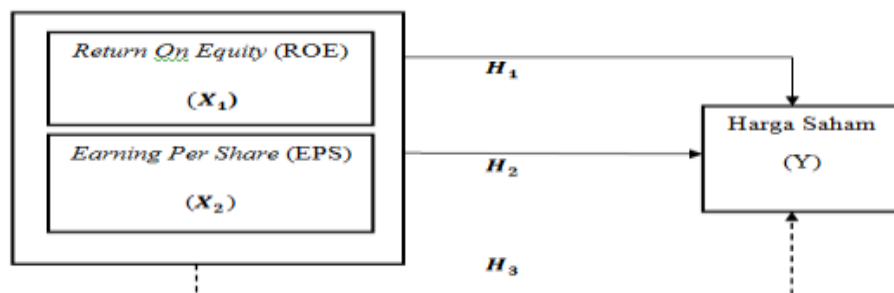 Return On Equity (ROE)
(X₁)
H₁
Earning Per Share (EPS)
(X₂)
H₂
Harga Saham
(Y)
H₃